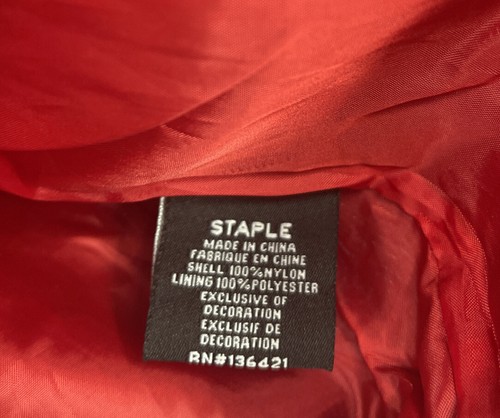 STAPLE
MADE IN CHINA
FABRIQUE EN CHINE
SHELL 100%NYLON
LINING 100%POLYESTER
EXCLUSIVE OF
DECORATION
EXCLUSIF DE
DECORATION
RN#136421